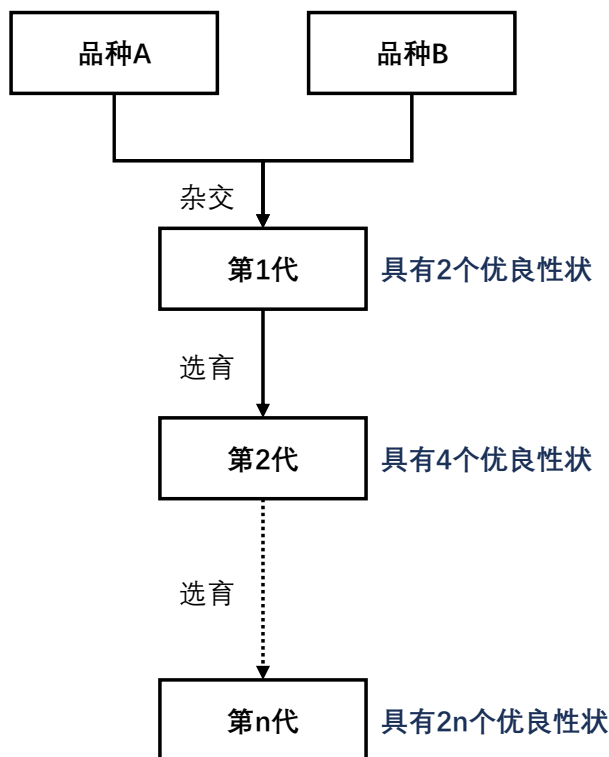 品种A
品种B
杂交
第1代
具有2个优良性状
选育
第2代
具有4个优良性状
选育
第n代
具有2n个优良性状